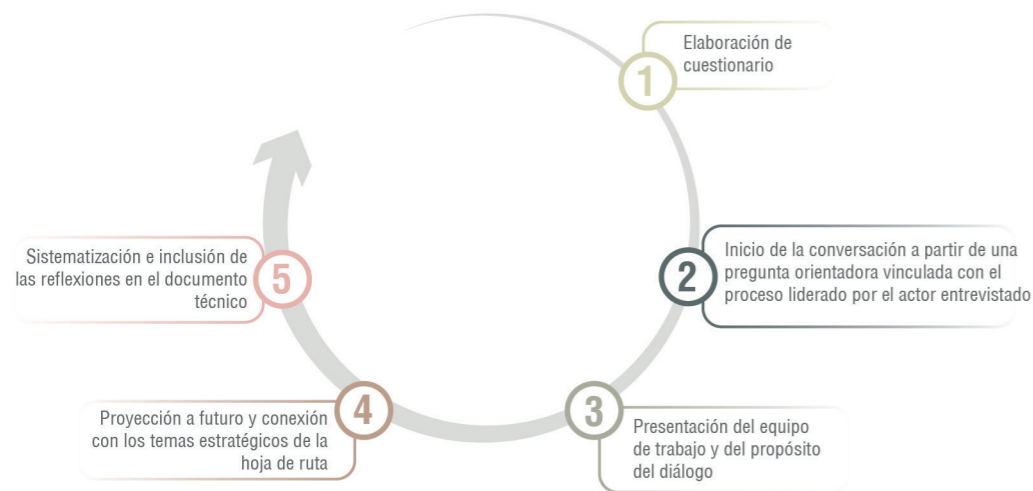 1
Elaboración de
cuestionario
2
Inicio de la conversación a partir de una
pregunta orientadora vinculada con el
proceso liderado por el actor entrevistado
3
Presentación del equipo
de trabajo y del propósito
del diálogo
4
Proyección a futuro y conexión
con los temas estratégicos de la
hoja de ruta
5
Sistematización e inclusión de
las reflexiones en el documento
técnico